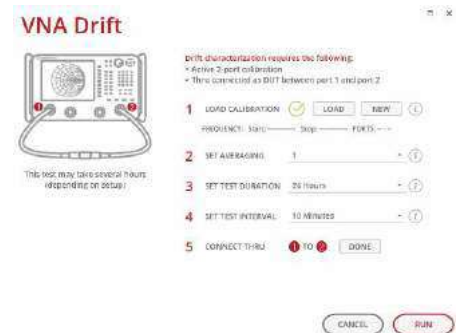 VNA Drift
Drift characterization requires the following:
• Active 2-port calibration
• Thru connected as DUT between port 1 and port 2
1 LOAD CALIBRATION LOAD NEW i
FREQUENCY: Start: —— Stop: —— PORTS: - -
2 SET AVERAGING 1 i
This test may take several hours
(depending on setup)
3 SET TEST DURATION Hours i
4 SET TEST INTERVAL 10 Minutes i
5 CONNECT THRU 1 TO 2 DONE
CANCEL RUN